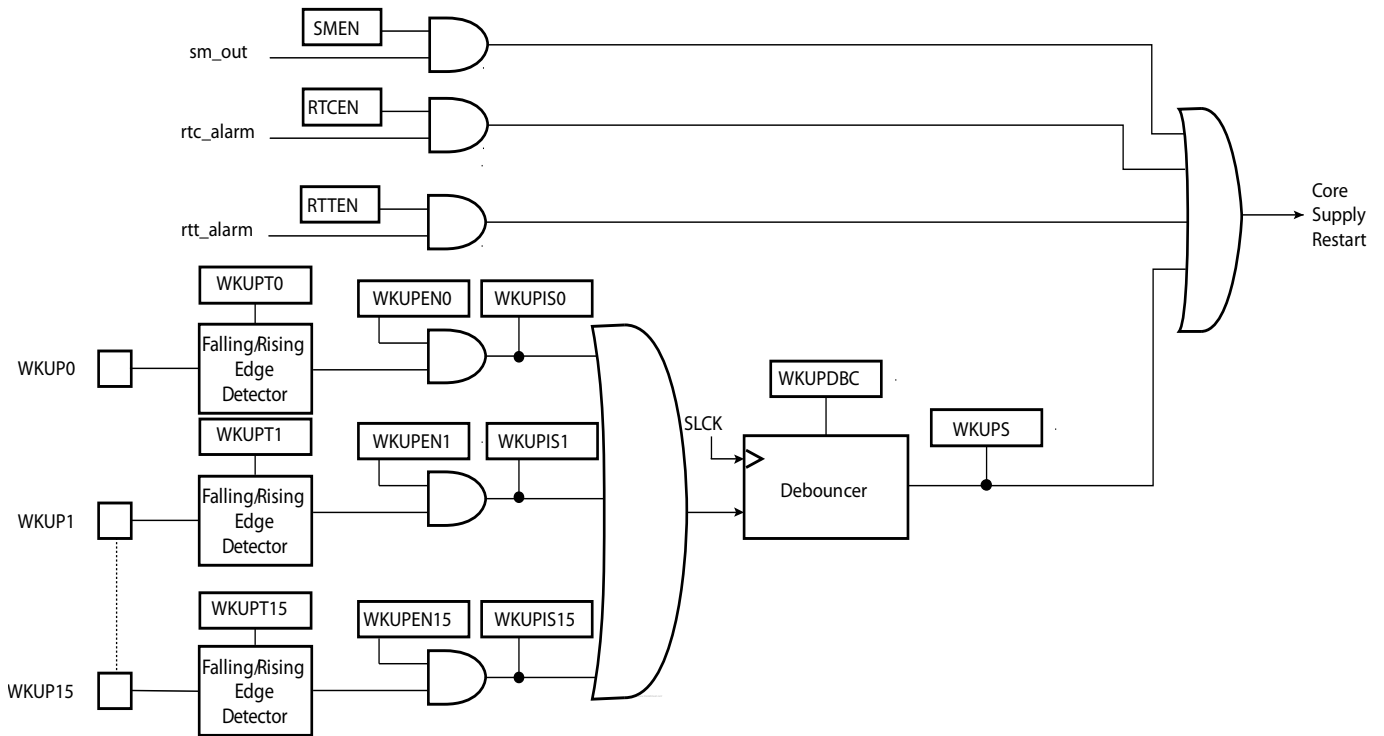 SMEN
sm_out
RTCEN
rtc_alarm
RTTEN
rtt_alarm
Core
Supply
Restart
WKUPT0
WKUPEN0
WKUPIS0
WKUP0
Falling/Rising
Edge
Detector
WKUPT1
WKUPEN1
WKUPIS1
WKUP1
Falling/Rising
Edge
Detector
SLCK
WKUPDBC
Debouncer
WKUPS
WKUPT15
WKUPEN15
WKUPIS15
WKUP15
Falling/Rising
Edge
Detector